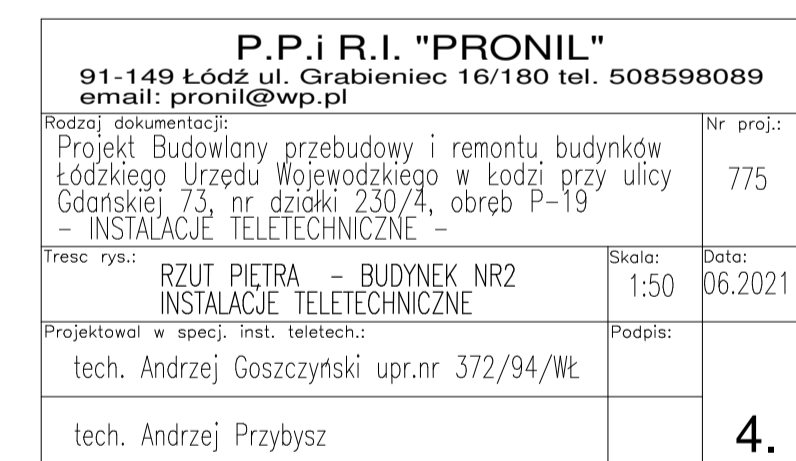 P.P.i R.I. "PRONIL"
91-149 Łódź ul. Grabieniec 16/180 tel. 508598089
email: pronil@wp.pl
Rodzaj dokumentacji:
Projekt Budowlany przebudowy i remontu budynków
Łódzkiego Urzędu Wojewodzkiego w Łodzi przy ulicy
Gdańskiej 73, nr działki 230/4, obręb P-19
- INSTALACJE TELETECHNICZNE -
Nr proj.:
775
Tresc rys.:
RZUT PIĘTRA - BUDYNEK NR2
INSTALACJE TELETECHNICZNE
Skala:
1:50
Data:
06.2021
Projektowal w specj. inst. teletech.:
tech. Andrzej Goszczyński upr.nr 372/94/WŁ
Podpis:
tech. Andrzej Przybysz
4.